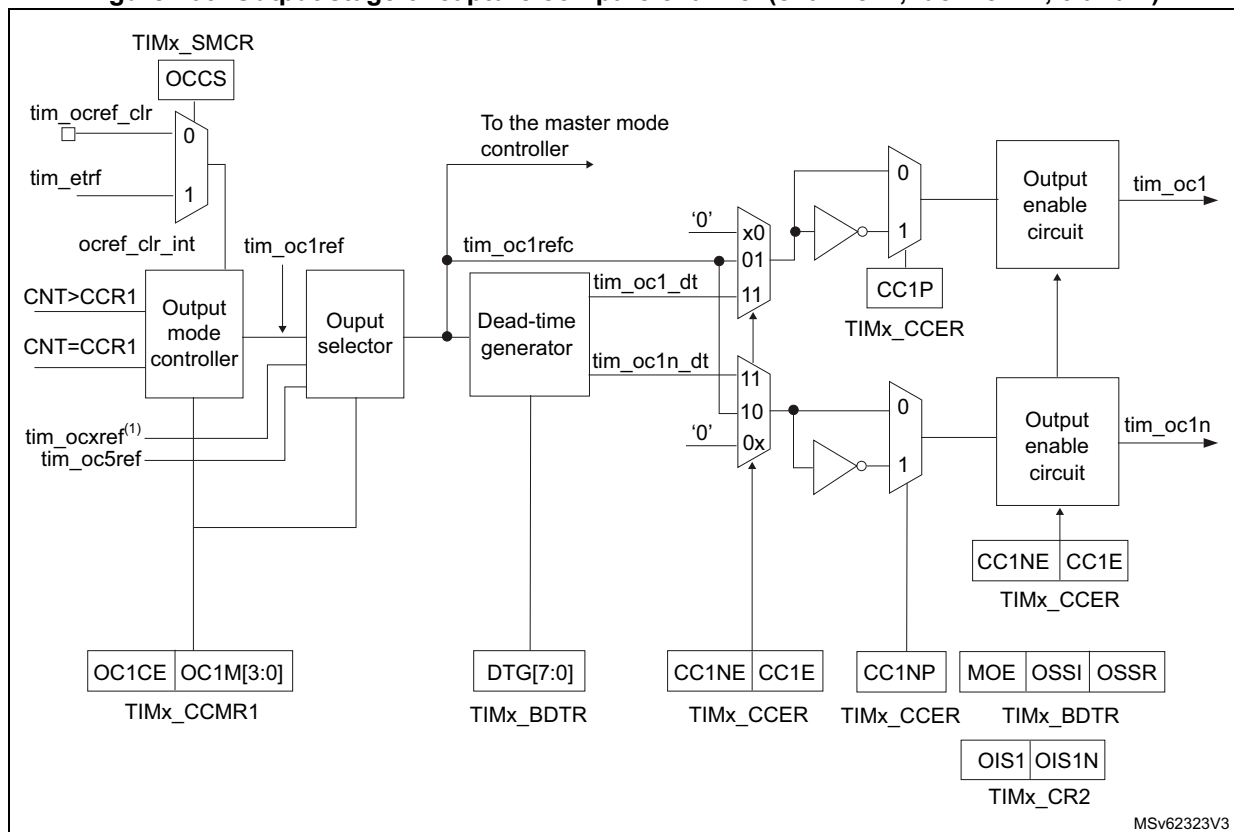 TIMx_SMCR
OCCS
tim_ocref_clr
0
tim_etrf
1
ocref_clr_int
tim_oc1ref
CNT>CCR1
CNT=CCR1
Output
mode
controller
Ouput
selector
tim_ocxref(1)
tim_oc5ref
To the master mode
controller
tim_oc1refc
Dead-time
generator
tim_oc1_dt
tim_oc1n_dt
'0'
x0
01
11
11
10
'0'
0x
0
1
CC1P
TIMx_CCER
0
1
Output
enable
circuit
tim_oc1
Output
enable
circuit
tim_oc1n
CC1NE CC1E
TIMx_CCER
OC1CE OC1M[3:0]
TIMx_CCMR1
DTG[7:0]
TIMx_BDTR
CC1NE CC1E
TIMx_CCER
CC1NP
TIMx_CCER
MOE OSSI OSSR
TIMx_BDTR
OIS1 OIS1N
TIMx_CR2
MSv62323V3